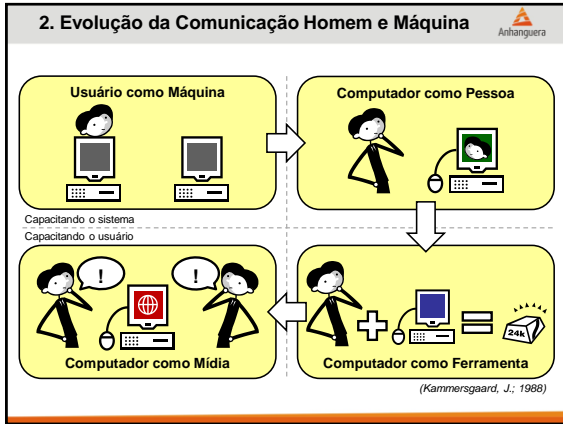 2. Evolução da Comunicação Homem e Máquina
Anhanguera
Usuário como Máquina
Computador como Pessoa
Capacitando o sistema
Capacitando o usuário
!
!
24k
Computador como Mídia
Computador como Ferramenta
(Kammersgaard, J.; 1988)